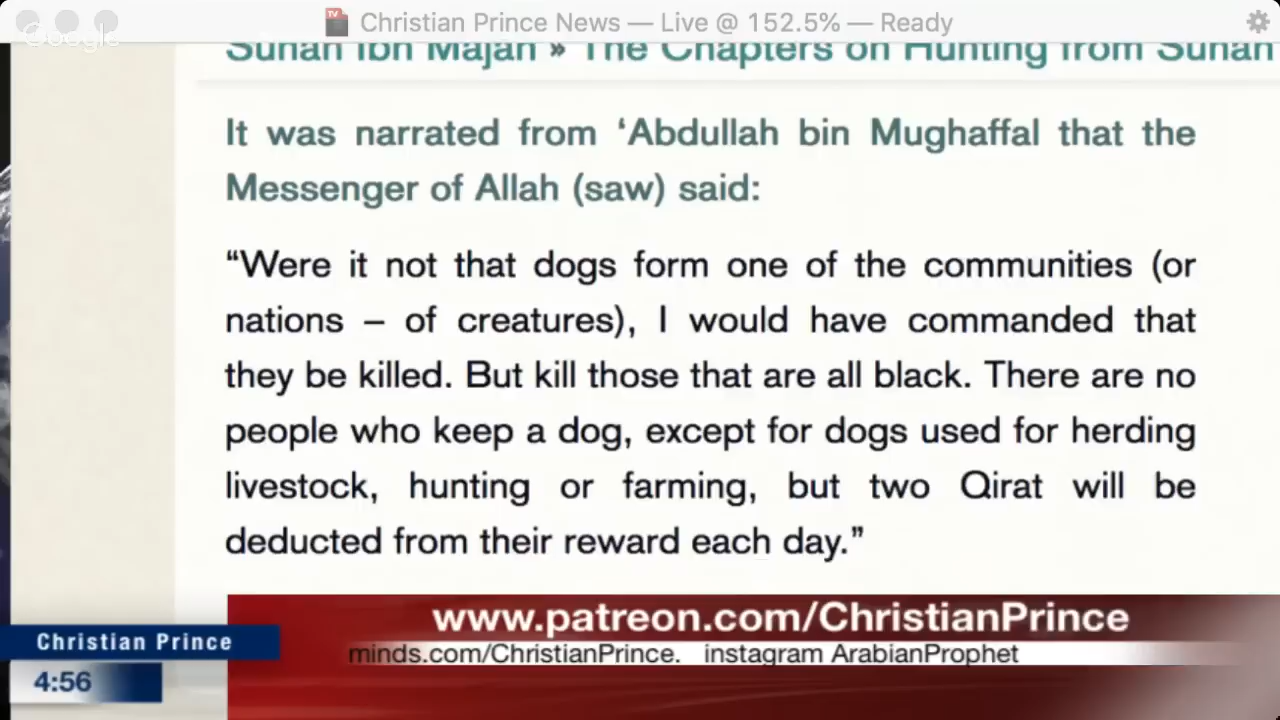 Christian Prince News — Live @ 152.5% — Ready
Google
Sunan Ibn Majah » The Chapters on Hunting from Sunan
It was narrated from ‘Abdullah bin Mughaffal that the
Messenger of Allah (saw) said:
“Were it not that dogs form one of the communities (or
nations – of creatures), I would have commanded that
they be killed. But kill those that are all black. There are no
people who keep a dog, except for dogs used for herding
livestock, hunting or farming, but two Qirat will be
deducted from their reward each day.”
www.patreon.com/ChristianPrince
Christian Prince
minds.com/ChristianPrince. instagram ArabianProphet
4:56